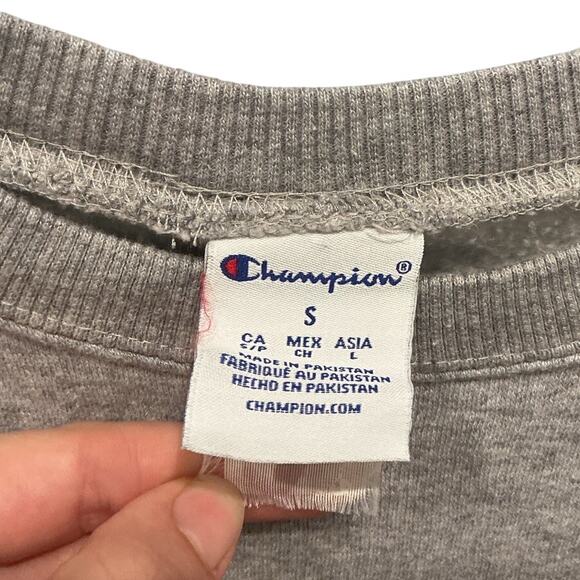 Champion®
S
CA MEX ASIA
S/P CH L
MADE IN PAKISTAN
FABRIQUÉ AU PAKISTAN
HECHO EN PAKISTAN
CHAMPION.COM